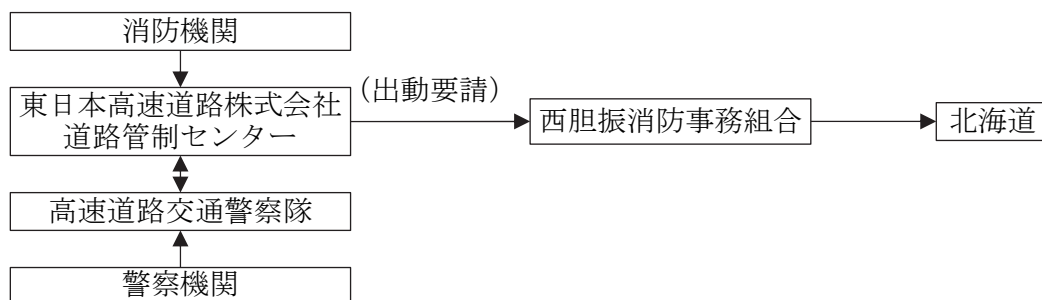 消防機関
東日本高速道路株式会社
道路管制センター
(出動要請)
西胆振消防事務組合
北海道
高速道路交通警察隊
警察機関